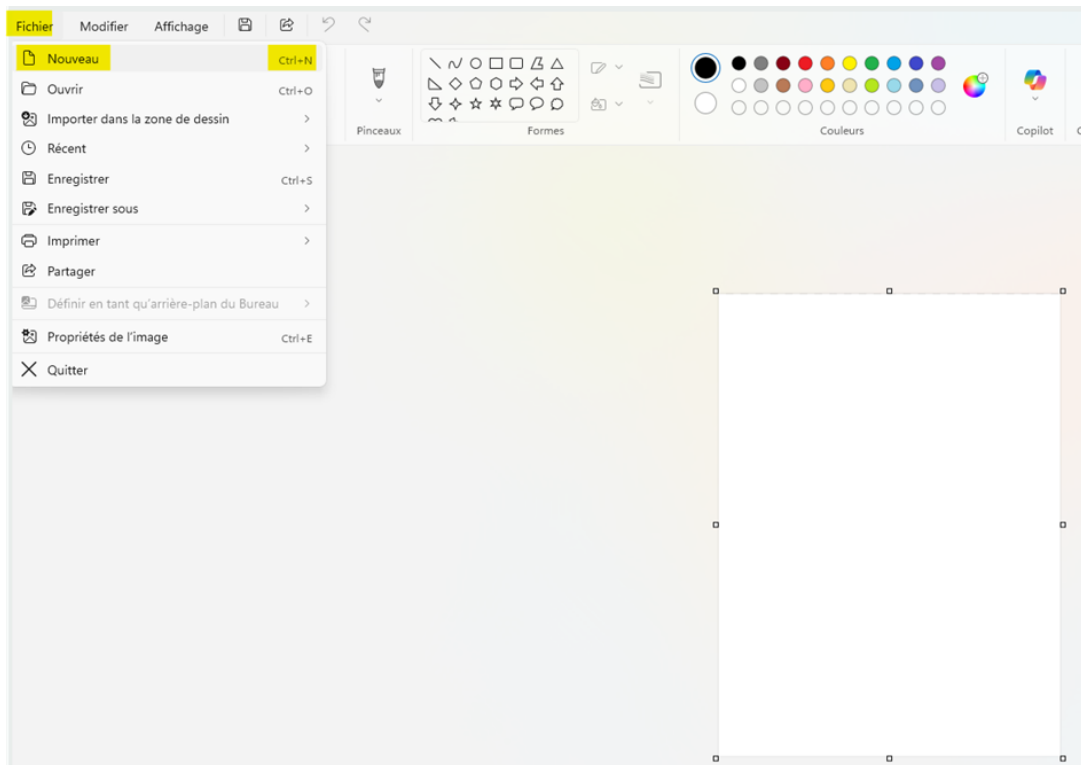 Fichier Modifier Affichage
Nouveau Ctrl+N
Ouvrir Ctrl+O
Importer dans la zone de dessin
Récent
Enregistrer Ctrl+S
Enregistrer sous
Imprimer
Partager
Définir en tant qu'arrière-plan du Bureau
Propriétés de l'image Ctrl+E
Quitter
Pinceaux Formes Couleurs Copilot